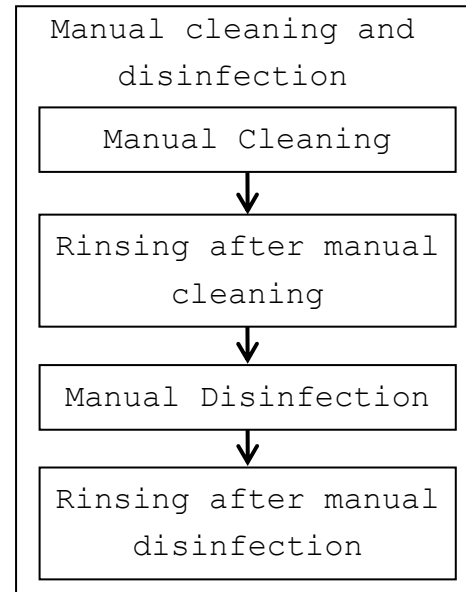 Manual cleaning and
disinfection
Manual Cleaning
Rinsing after manual
cleaning
Manual Disinfection
Rinsing after manual
disinfection